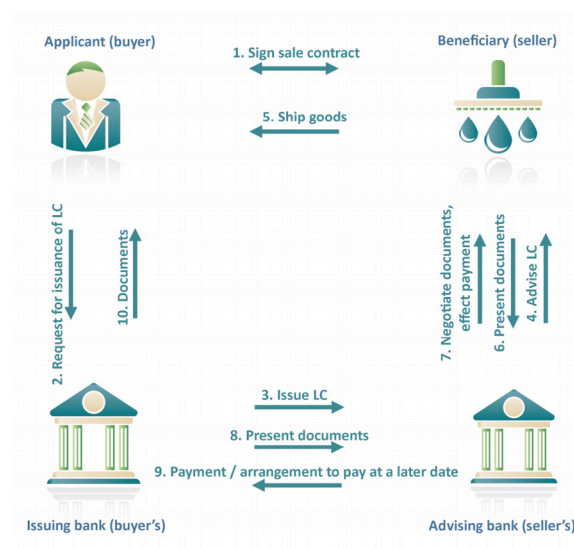 Applicant (buyer)
Beneficiary (seller)
1. Sign sale contract
5. Ship goods
2. Request for issuance of LC
10. Documents
7. Negotiate documents,
effect payment
6. Present documents
4. Advise LC
3. Issue LC
8. Present documents
9. Payment / arrangement to pay at a later date
Issuing bank (buyer's)
Advising bank (seller's)